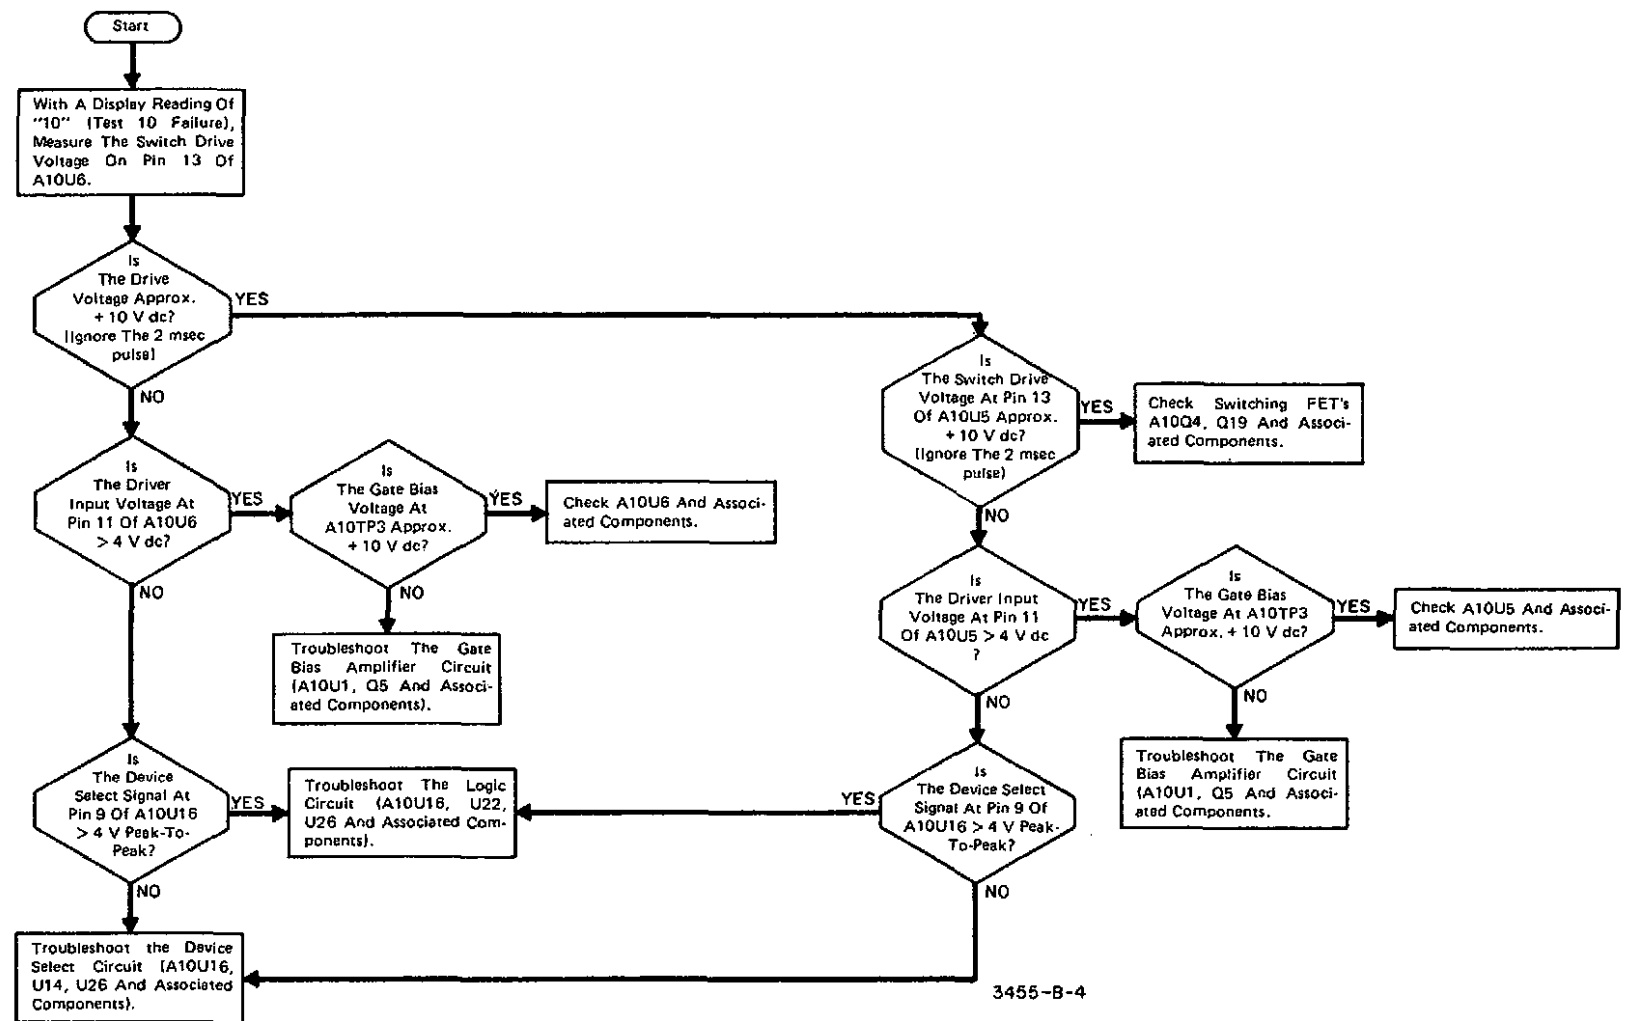 Start
With A Display Reading Of
"10" (Test 10 Failure),
Measure The Switch Drive
Voltage On Pin 13 Of
A10U6.
Is
The Drive
Voltage Approx.
+ 10 V dc?
(Ignore The 2 msec
pulse)
YES
NO
Is
The Switch Drive
Voltage At Pin 13
Of A10U5 Approx.
+ 10 V dc?
(Ignore The 2 msec
pulse)
YES
Check Switching FET's
A10Q4, Q19 And Associ-
ated Components.
NO
Is
The Driver
Input Voltage At
Pin 11 Of A10U6
> 4 V dc?
YES
NO
Is
The Gate Bias
Voltage At
A10TP3 Approx.
+ 10 V dc?
YES
Check A10U6 And Associ-
ated Components.
NO
Troubleshoot The Gate
Bias Amplifier Circuit
(A10U1, Q5 And Associ-
ated Components).
Is
The Driver Input
Voltage At Pin 11
Of A10U5 > 4 V dc
?
YES
NO
Is
The Gate Bias
Voltage At A10TP3
Approx. + 10 V dc?
YES
Check A10U5 And Associ-
ated Components.
NO
Troubleshoot The Gate
Bias Amplifier Circuit
(A10U1, Q5 And Associ-
ated Components).
Is
The Device
Select Signal At
Pin 9 Of A10U16
> 4 V Peak-To-
Peak?
YES
NO
Troubleshoot The Logic
Circuit (A10U16, U22,
U26 And Associated Com-
ponents).
YES
Is
The Device Select
Signal At Pin 9 Of
A10U16 > 4 V Peak-
To-Peak?
NO
Troubleshoot the Device
Select Circuit (A10U16,
U14, U26 And Associated
Components).
3455-B-4